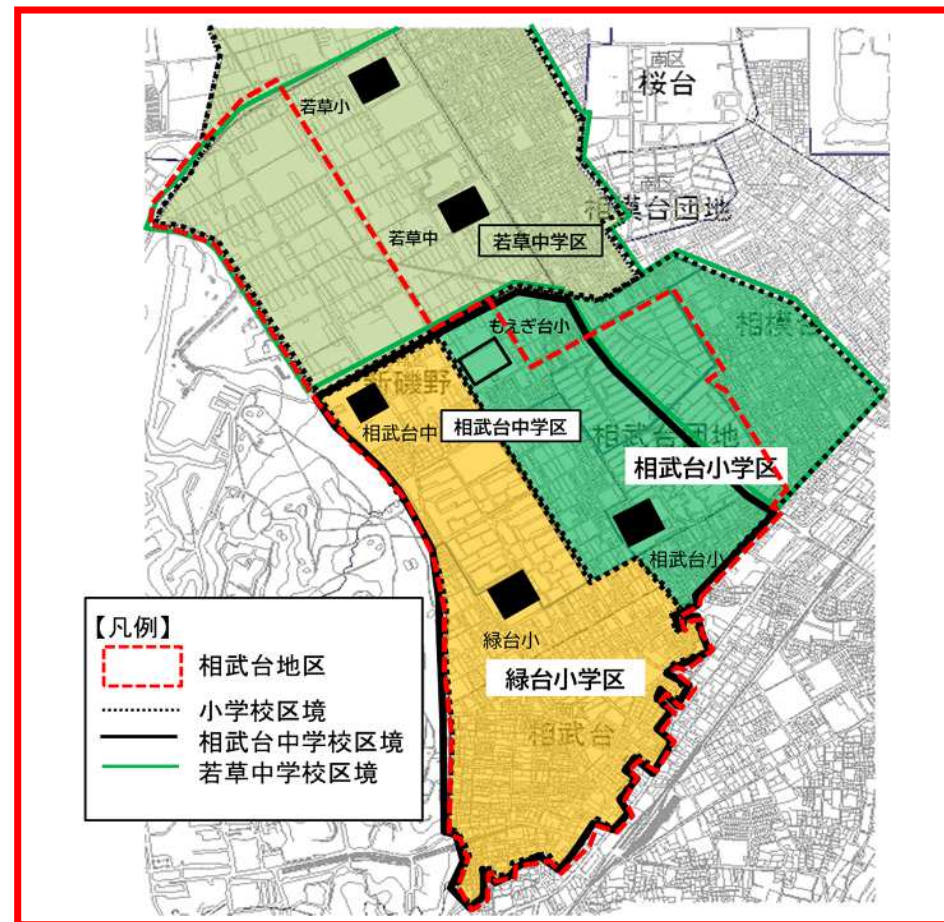 南区
桜台
若草小
南区
相模台団地
若草中
若草中学区
もえぎ台小
相模台
新磯野
相武台中
相武台中学区
相武台団地
相武台小学区
相武台小
緑台小
緑台小学区
相武台
【凡例】
相武台地区
小学校区境
相武台中学校区境
若草中学校区境